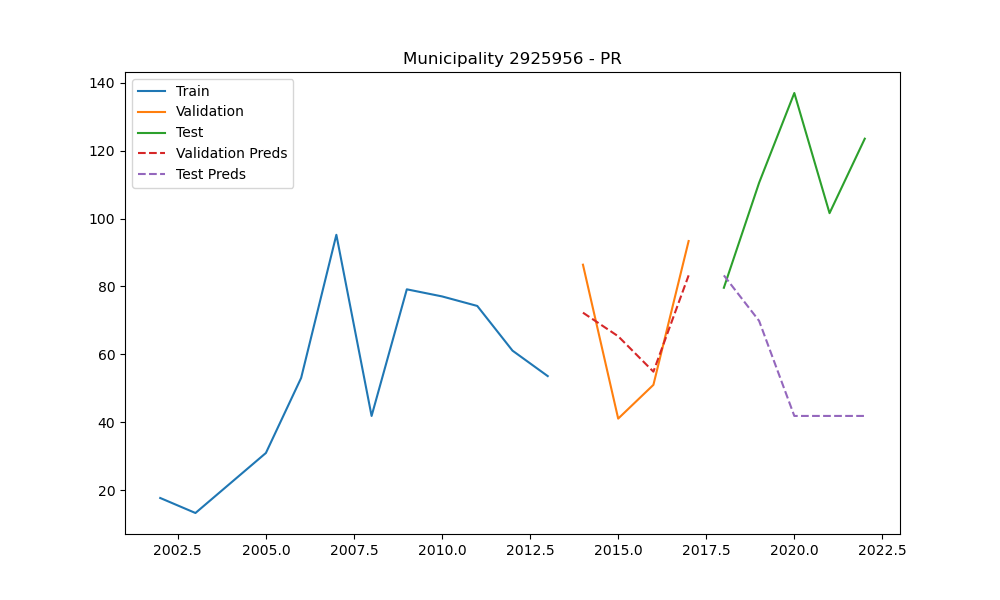 Municipality 2925956 - PR
Train
Validation
Test
Validation Preds
Test Preds
140
120
100
80
60
40
20
2002.5 2005.0 2007.5 2010.0 2012.5 2015.0 2017.5 2020.0 2022.5